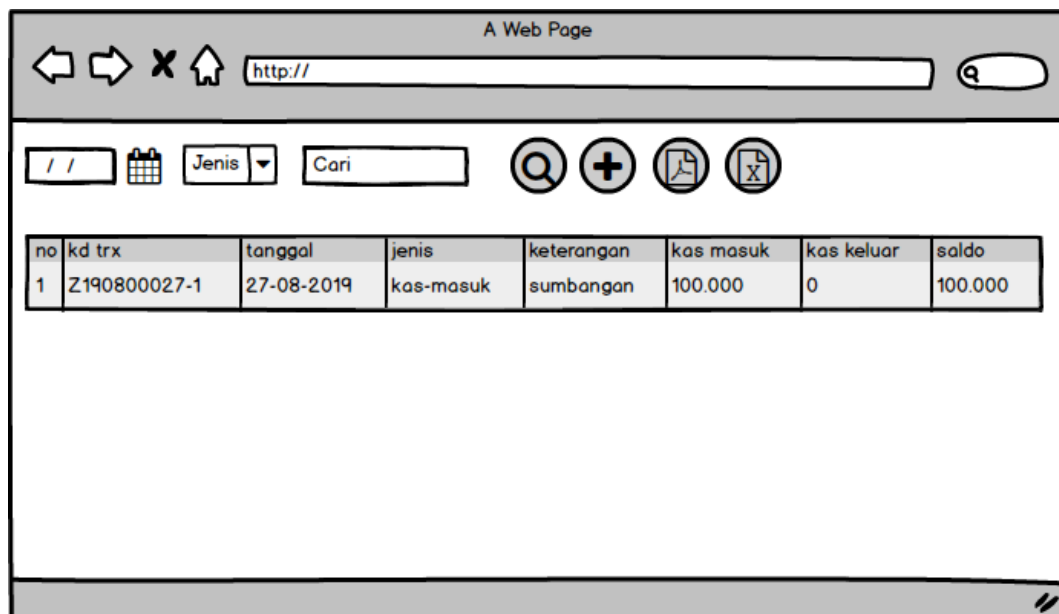 A Web Page
http://
/ / Jenis Cari
no kd trx tanggal jenis keterangan kas masuk kas keluar saldo
1 Z190800027-1 27-08-2019 kas-masuk sumbangan 100.000 0 100.000